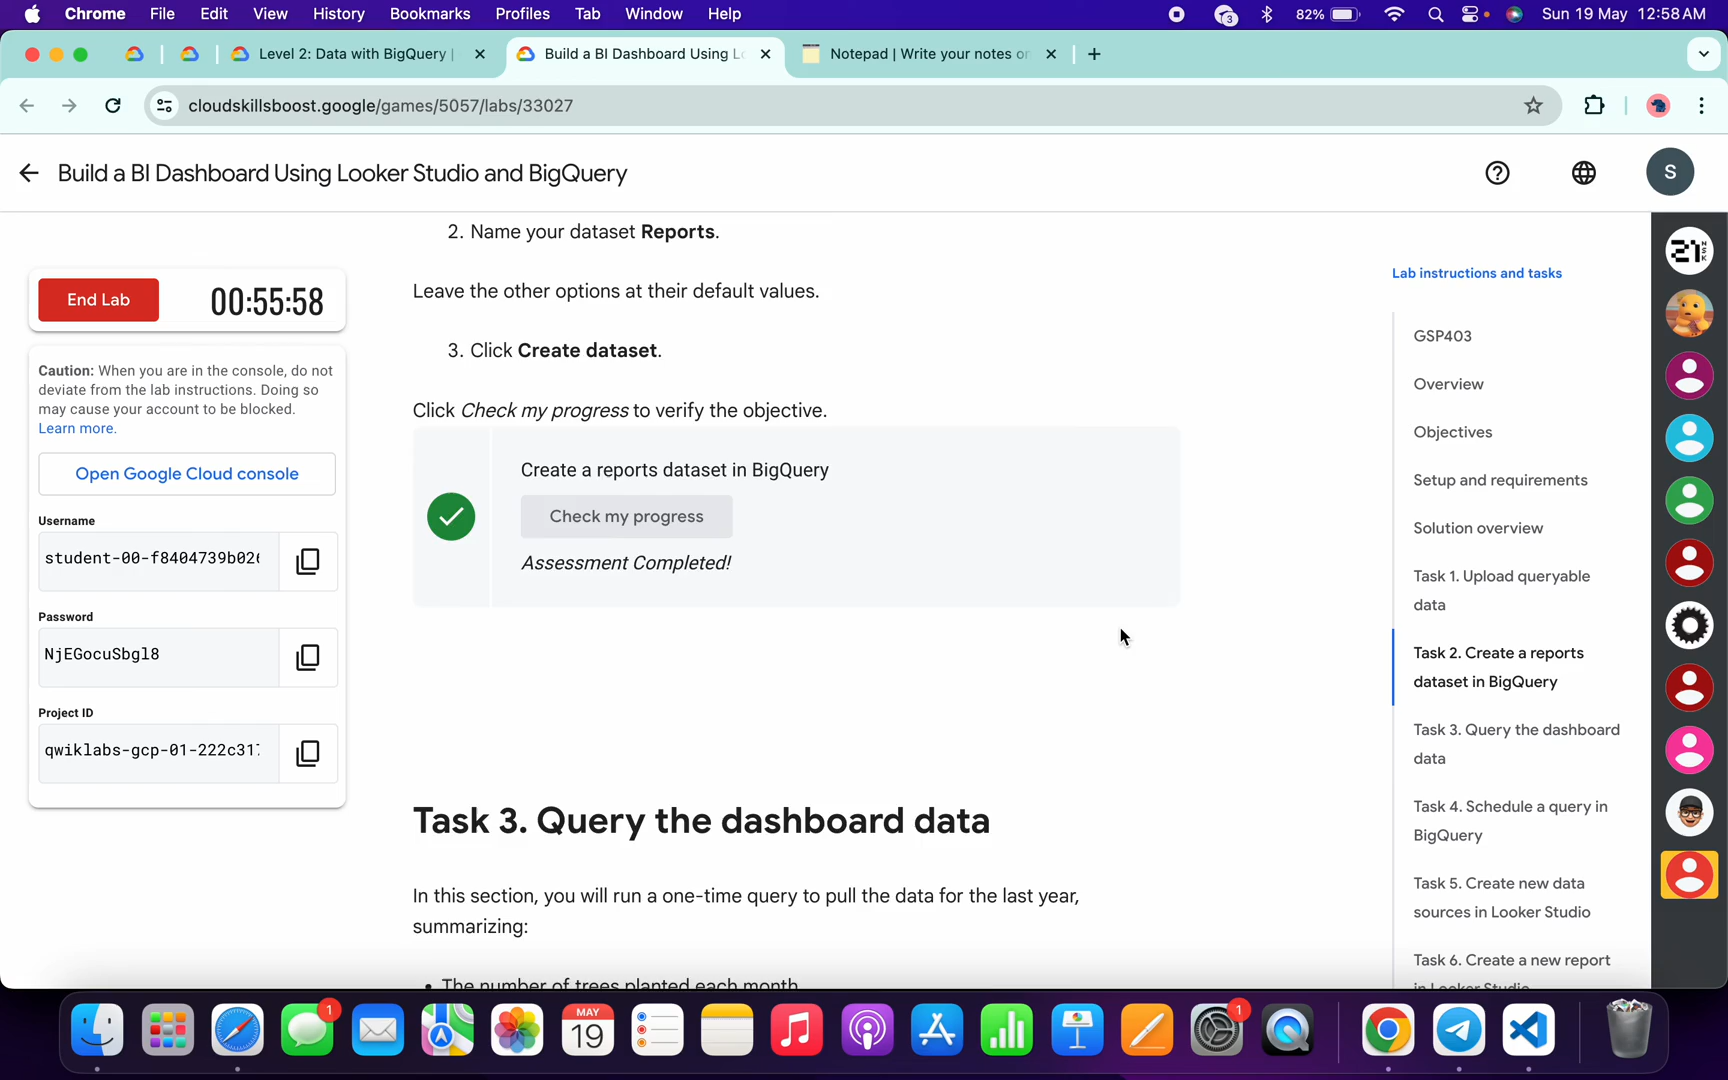 Chrome File Edit View History Bookmarks Profiles Tab Window Help 3 82% Sun 19 May 12:58 AM
Level 2: Data with BigQuery |
Build a BI Dashboard Using L
Notepad | Write your notes on
cloudskillsboost.google/games/5057/labs/33027
Build a BI Dashboard Using Looker Studio and BigQuery
S
End Lab
00:55:58
Caution: When you are in the console, do not
deviate from the lab instructions. Doing so
may cause your account to be blocked.
Learn more.
Open Google Cloud console
Username
student-00-f8404739b02
Password
NjEGocuSbgl8
Project ID
qwiklabs-gcp-01-222c31
2. Name your dataset Reports.
Leave the other options at their default values.
3. Click Create dataset.
Click Check my progress to verify the objective.
Create a reports dataset in BigQuery
Check my progress
Assessment Completed!
Task 3. Query the dashboard data
In this section, you will run a one-time query to pull the data for the last year,
summarizing:
• The number of trees planted each month
Lab instructions and tasks
GSP403
Overview
Objectives
Setup and requirements
Solution overview
Task 1. Upload queryable
data
Task 2. Create a reports
dataset in BigQuery
Task 3. Query the dashboard
data
Task 4. Schedule a query in
BigQuery
Task 5. Create new data
sources in Looker Studio
Task 6. Create a new report
in Looker Studio
21
1
MAY
19
1